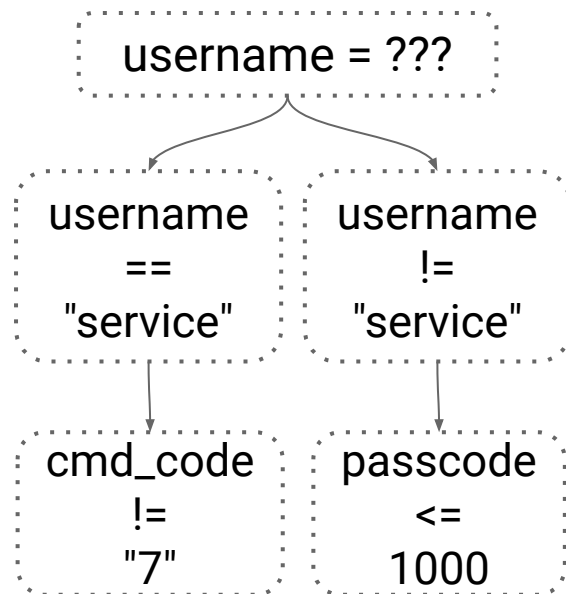 username = ???
username
==
"service"
username
!=
"service"
cmd_code
!=
"7"
passcode
<=
1000